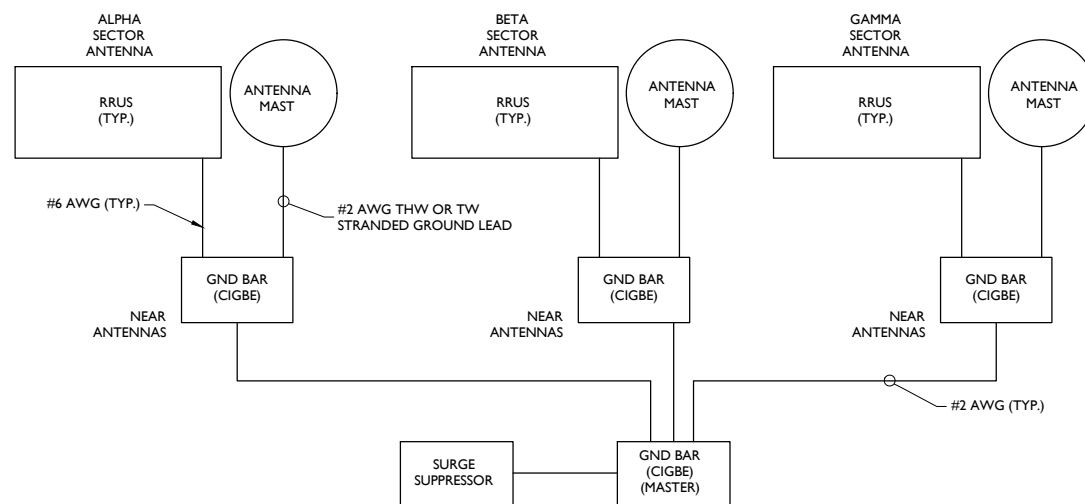 ALPHA
SECTOR
ANTENNA
RRUS
(TYP.)
ANTENNA
MAST
BETA
SECTOR
ANTENNA
RRUS
(TYP.)
ANTENNA
MAST
GAMMA
SECTOR
ANTENNA
RRUS
(TYP.)
ANTENNA
MAST
#6 AWG (TYP.)
#2 AWG THW OR TW
STRANDED GROUND LEAD
GND BAR
(CIGBE)
NEAR
ANTENNAS
GND BAR
(CIGBE)
NEAR
ANTENNAS
GND BAR
(CIGBE)
NEAR
ANTENNAS
#2 AWG (TYP.)
SURGE
SUPPRESSOR
GND BAR
(CIGBE)
(MASTER)